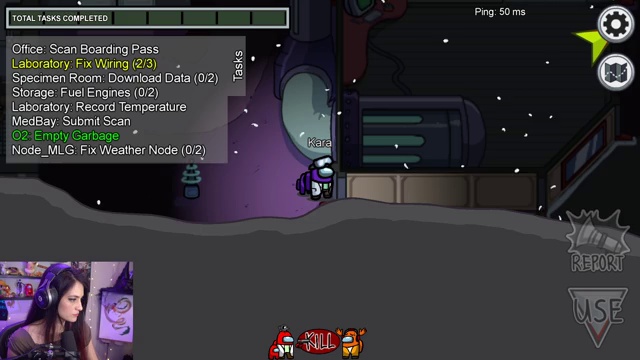 TOTAL TASKS COMPLETED
Ping: 50 ms
Office: Scan Boarding Pass
Laboratory: Fix Wiring (2/3)
Specimen Room: Download Data (0/2)
Storage: Fuel Engines (0/2)
Laboratory: Record Temperature
MedBay: Submit Scan
O2: Empty Garbage
Node_MLG: Fix Weather Node (0/2)
Tasks
Kara
REPORT
USE
KILL